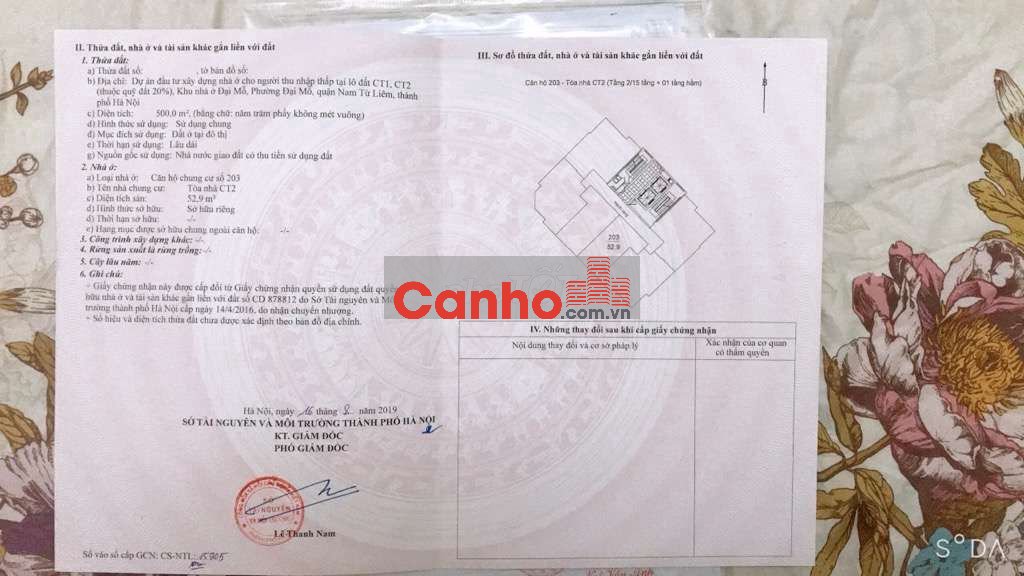 II. Thửa đất, nhà ở và tài sản khác gắn liền với đất
1. Thửa đất:
a) Thửa đất số: , tờ bản đồ số:
b) Địa chỉ: Dự án đầu tư xây dựng nhà ở cho người thu nhập thấp tại lô đất CT1, CT2
(thuộc quỹ đất 20%), Khu nhà ở Đại Mỗ, Phường Đại Mỗ, quận Nam Từ Liêm, thành
phố Hà Nội
c) Diện tích: 500,0 m², (bằng chữ: năm trăm phẩy không mét vuông)
d) Hình thức sử dụng: Sử dụng chung
đ) Mục đích sử dụng: Đất ở tại đô thị
e) Thời hạn sử dụng: Lâu dài
g) Nguồn gốc sử dụng: Nhà nước giao đất có thu tiền sử dụng đất
2. Nhà ở:
a) Loại nhà ở: Căn hộ chung cư số 203
b) Tên nhà chung cư: Tòa nhà CT2
c) Diện tích sàn: 52,9 m²
d) Hình thức sở hữu: Sở hữu riêng
đ) Thời hạn sở hữu: -/-
e) Hạng mục được sở hữu chung ngoài căn hộ: -/-
3. Công trình xây dựng khác: -/-
4. Rừng sản xuất là rừng trồng: -/-
5. Cây lâu năm: -/-
6. Ghi chú:
- Giấy chứng nhận này được cấp đổi từ Giấy chứng nhận quyền sử dụng đất quyền
hữu nhà ở và tài sản khác gắn liền với đất số CD 878812 do Sở Tài nguyên và Mô
trường thành phố Hà Nội cấp ngày 14/4/2016, do nhận chuyển nhượng.
- Số hiệu và diện tích thửa đất chưa được xác định theo bản đồ địa chính.
Hà Nội, ngày 16 tháng 8 năm 2019
SỞ TÀI NGUYÊN VÀ MÔI TRƯỜNG THÀNH PHỐ HÀ NỘI
KT. GIÁM ĐỐC
PHÓ GIÁM ĐỐC
Lê Thanh Nam
Số vào sổ cấp GCN: CS-NTL: 15905
III. Sơ đồ thửa đất, nhà ở và tài sản khác gắn liền với đất
Căn hộ 203 - Tòa nhà CT2 (Tầng 2/15 tầng + 01 tầng hầm)
B
203
52.9
Canho
.com.vn
IV. Những thay đổi sau khi cấp giấy chứng nhận
Nội dung thay đổi và cơ sở pháp lý
Xác nhận của cơ quan
có thẩm quyền
SODA